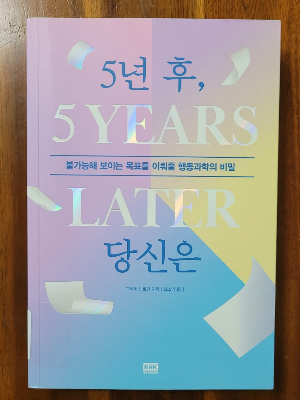 5년 후,
5 YEARS
불가능해 보이는 목표를 이뤄줄 행동과학의 비밀
LATER
당신은
RHK